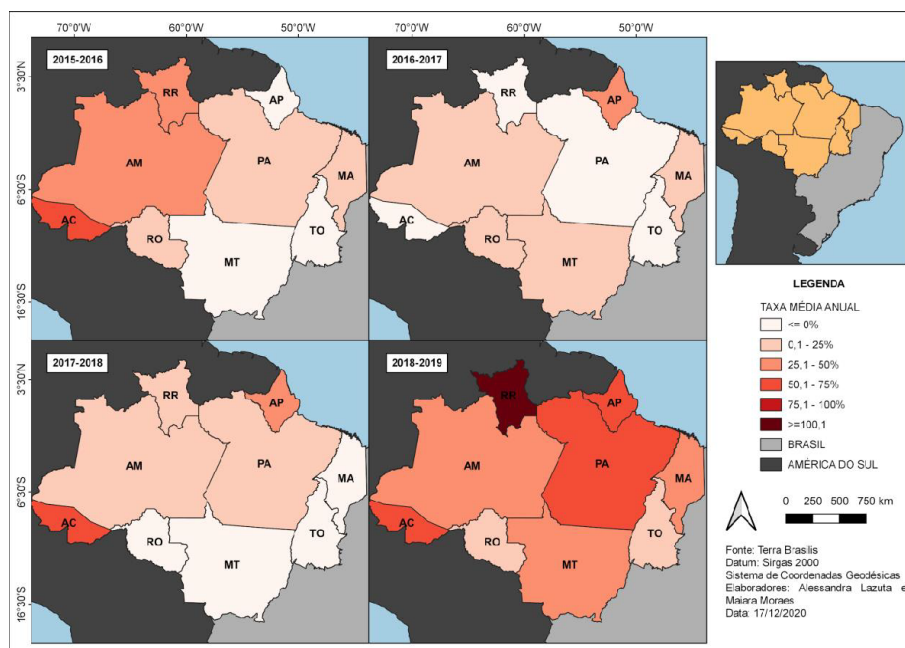 70°0'0"W 60°0'0"W 50°0'0"W 60°0'0"W 50°0'0"W
2015-2016
2016-2017
3°30'N
6°30'S
16°30'S
RR
AP
AM
PA
MA
AC
RO
TO
MT
RR
AP
AM
PA
MA
AC
RO
TO
MT
2017-2018
2018-2019
3°30'N
6°30'S
16°30'S
RR
AP
AM
PA
MA
AC
RO
TO
MT
RR
AP
AM
PA
MA
AC
RO
TO
MT
LEGENDA
TAXA MÉDIA ANUAL
<= 0%
0,1 - 25%
25,1 - 50%
50,1 - 75%
75,1 - 100%
>=100,1
BRASIL
AMÉRICA DO SUL
0 250 500 750 km
Fonte: Terra Brasilis
Datum: Sirgas 2000
Sistema de Coordenadas Geodésicas
Elaboradores: Alessandra Lazuta e
Maiara Moraes
Data: 17/12/2020